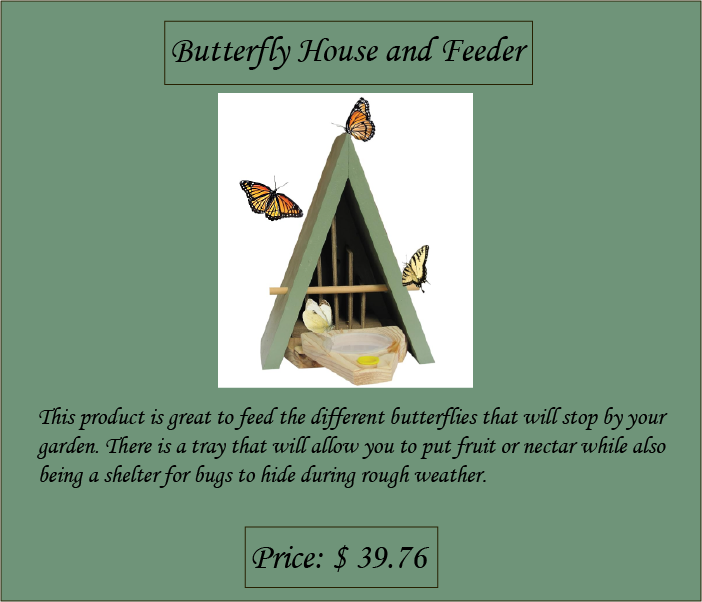 Butterfly House and Feeder
This product is great to feed the different butterflies that will stop by your
garden. There is a tray that will allow you to put fruit or nectar while also
being a shelter for bugs to hide during rough weather.
Price: $ 39.76